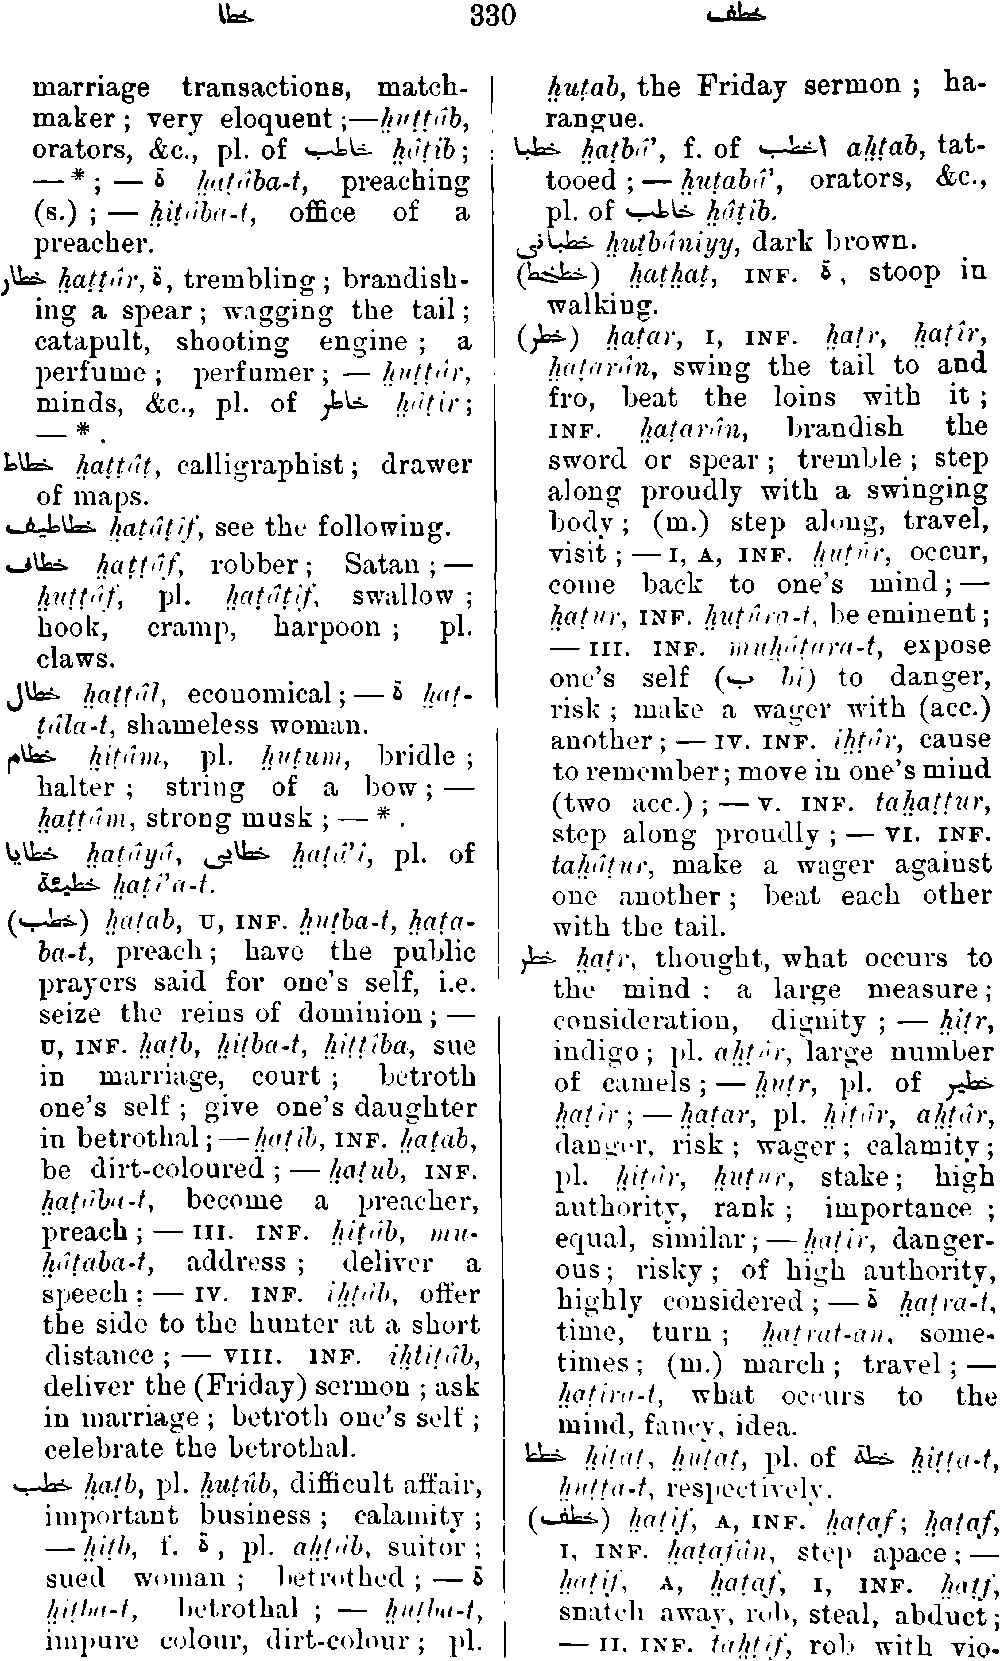 خطا 330 خطف
marriage transactions, match-
maker ; very eloquent ;—ḫuṭṭâb,
orators, &c., pl. of خاطب ḫâṭib ;
— * ; — ة ḫaṭâba-t, preaching
(s.) ; — ḫiṭâba-t, office of a
preacher.
خطار ḫaṭṭâr, ة, trembling ; brandish-
ing a spear ; wagging the tail ;
catapult, shooting engine ; a
perfume ; perfumer ; — ḫuṭṭâr,
minds, &c., pl. of خاطر ḫâṭir ;
— * .
خطاط ḫaṭṭâṭ, calligraphist ; drawer
of maps.
خطاطيف ḫaṭâṭîf, see the following.
خطاف ḫaṭṭâf, robber ; Satan ; —
ḫuṭṭâf, pl. ḫaṭâṭîf, swallow ;
hook, cramp, harpoon ; pl.
claws.
خطال ḫaṭṭâl, economical ; — ة ḫaṭ-
ṭâla-t, shameless woman.
خطام ḫiṭâm, pl. ḫuṭum, bridle ;
halter ; string of a bow ; —
ḫaṭṭâm, strong musk ; — * .
خطايا ḫaṭâyâ, خطايى ḫaṭâ'î, pl. of
خطيئة ḫaṭî'a-t.
(خطب) ḫaṭab, U, INF. ḫuṭba-t, ḫaṭa-
ba-t, preach ; have the public
prayers said for one's self, i.e.
seize the reins of dominion ; —
U, INF. ḫaṭb, ḫiṭba-t, ḫiṭṭîba, sue
in marriage, court ; betroth
one's self ; give one's daughter
in betrothal ; — ḫaṭib, INF. ḫaṭab,
be dirt-coloured ; — ḫaṭub, INF.
ḫaṭâba-t, become a preacher,
preach ; — III. INF. ḫiṭâb, mu-
ḫâṭaba-t, address ; deliver a
speech ; — IV. INF. iḫṭâb, offer
the side to the hunter at a short
distance ; — VIII. INF. iḫtiṭâb,
deliver the (Friday) sermon ; ask
in marriage ; betroth one's self ;
celebrate the betrothal.
خطب ḫaṭb, pl. ḫuṭûb, difficult affair,
important business ; calamity ;
— ḫiṭb, f. ة, pl. aḫṭâb, suitor ;
sued woman ; betrothed ; — ة
ḫiṭba-t, betrothal ; — ḫuṭba-t,
impure colour, dirt-colour ; pl.
ḫuṭab, the Friday sermon ; ha-
rangue.
خطبا ḫaṭbâ', f. of اخطب aḫṭab, tat-
tooed ; — ḫuṭabâ', orators, &c.,
pl. of خاطب ḫâṭib.
خطبانى ḫuṭbâniyy, dark brown.
(خطخط) ḫaṭḫaṭ, INF. ة, stoop in
walking.
(خطر) ḫaṭar, I, INF. ḫaṭr, ḫaṭîr,
ḫaṭarân, swing the tail to and
fro, beat the loins with it ;
INF. ḫaṭarân, brandish the
sword or spear ; tremble ; step
along proudly with a swinging
body ; (m.) step along, travel,
visit ; — I, A, INF. ḫuṭûr, occur,
come back to one's mind ; —
ḫaṭur, INF. ḫuṭûra-t, be eminent ;
— III. INF. muḫâṭara-t, expose
one's self (ب bi) to danger,
risk ; make a wager with (acc.)
another ; — IV. INF. iḫṭâr, cause
to remember ; move in one's mind
(two acc.) ; — V. INF. taḫaṭṭur,
step along proudly ; — VI. INF.
taḫâṭur, make a wager against
one another ; beat each other
with the tail.
خطر ḫaṭr, thought, what occurs to
the mind : a large measure ;
consideration, dignity ; — ḫiṭr,
indigo ; pl. aḫṭâr, large number
of camels ; — ḫuṭr, pl. of خطير
ḫaṭîr ; — ḫaṭar, pl. ḫiṭâr, aḫṭâr,
danger, risk ; wager ; calamity ;
pl. ḫiṭâr, ḫuṭur, stake ; high
authority, rank ; importance ;
equal, similar ; — ḫaṭir, danger-
ous ; risky ; of high authority,
highly considered ; — ة ḫaṭra-t,
time, turn ; ḫaṭrat-an, some-
times ; (m.) march ; travel ; —
ḫaṭira-t, what occurs to the
mind, fancy, idea.
خطط ḫiṭaṭ, ḫuṭaṭ, pl. of خطة ḫiṭṭa-t,
ḫuṭṭa-t, respectively.
(خطف) ḫaṭif, A, INF. ḫaṭaf ; ḫaṭaf,
I, INF. ḫaṭafân, step apace ; —
ḫaṭif, A, ḫaṭaf, I, INF. ḫaṭf,
snatch away, rob, steal, abduct ;
— II. INF. taḫṭîf, rob with vio-